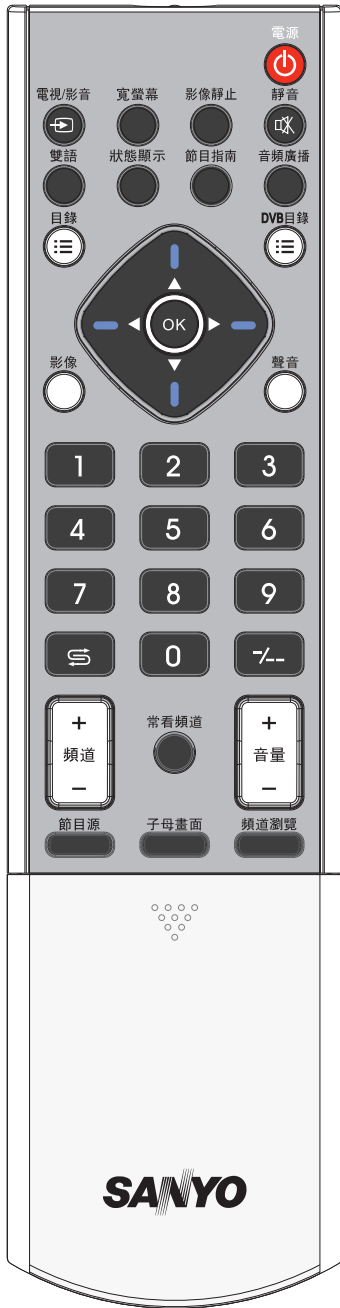 電源
電視/影音 寬螢幕 影像靜止 靜音
雙語 狀態顯示 節目指南 音頻廣播
目錄 DVB目錄
OK
影像 聲音
1 2 3
4 5 6
7 8 9
0 -/--
+ 常看頻道 +
頻道 音量
− −
節目源 子母畫面 頻道瀏覽
SANYO